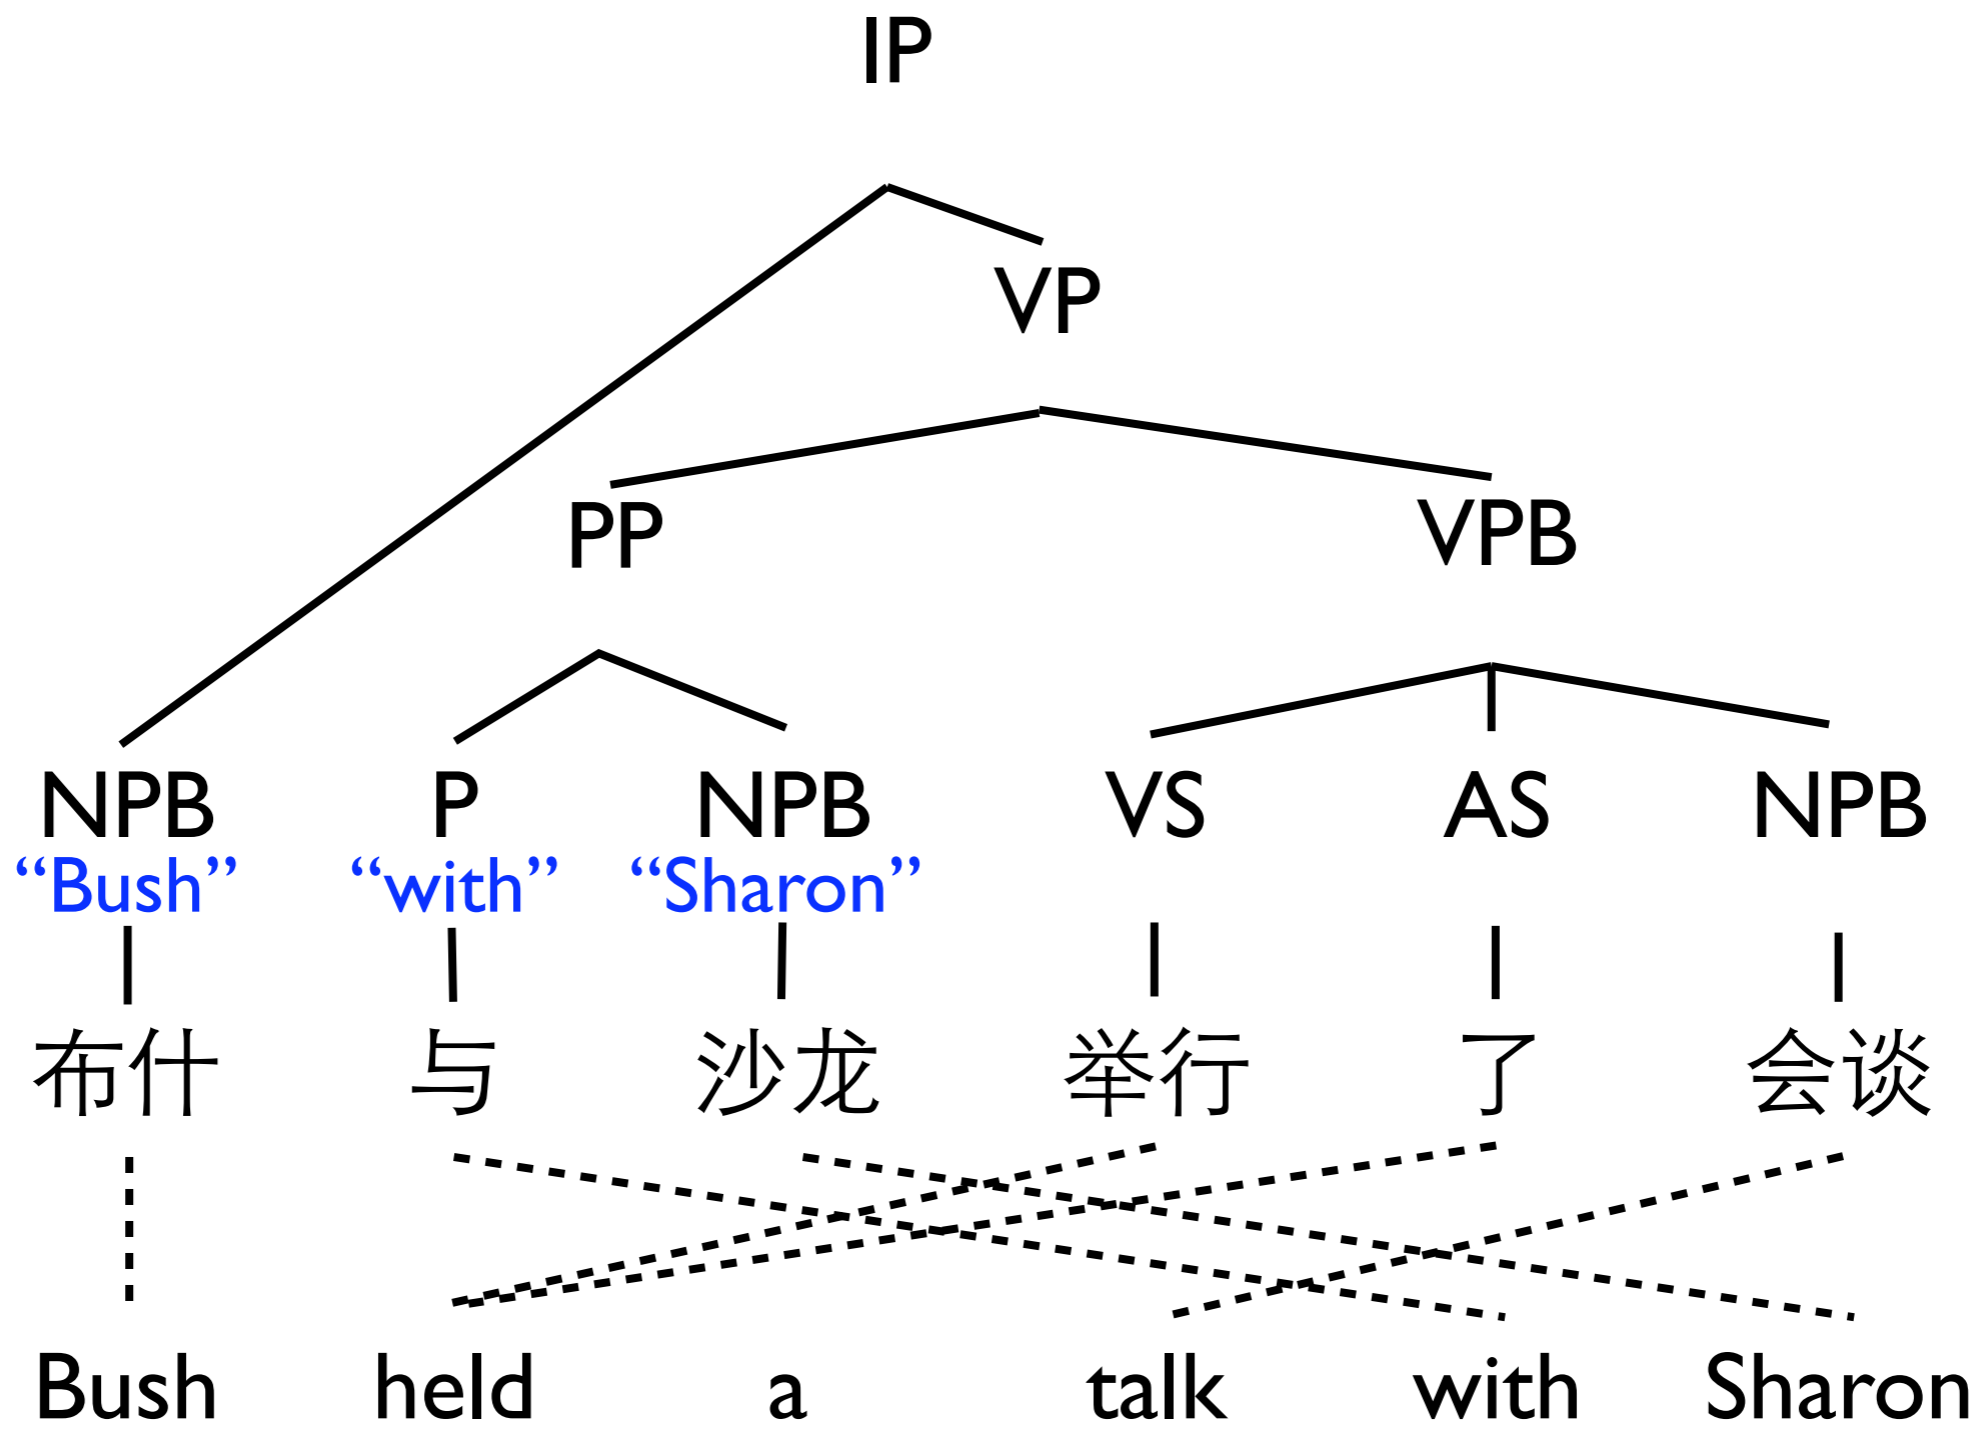 IP
VP
PP VPB
NPB P NPB VS AS NPB
“Bush” “with” “Sharon”
布什 与 沙龙 举行 了 会谈
Bush held a talk with Sharon